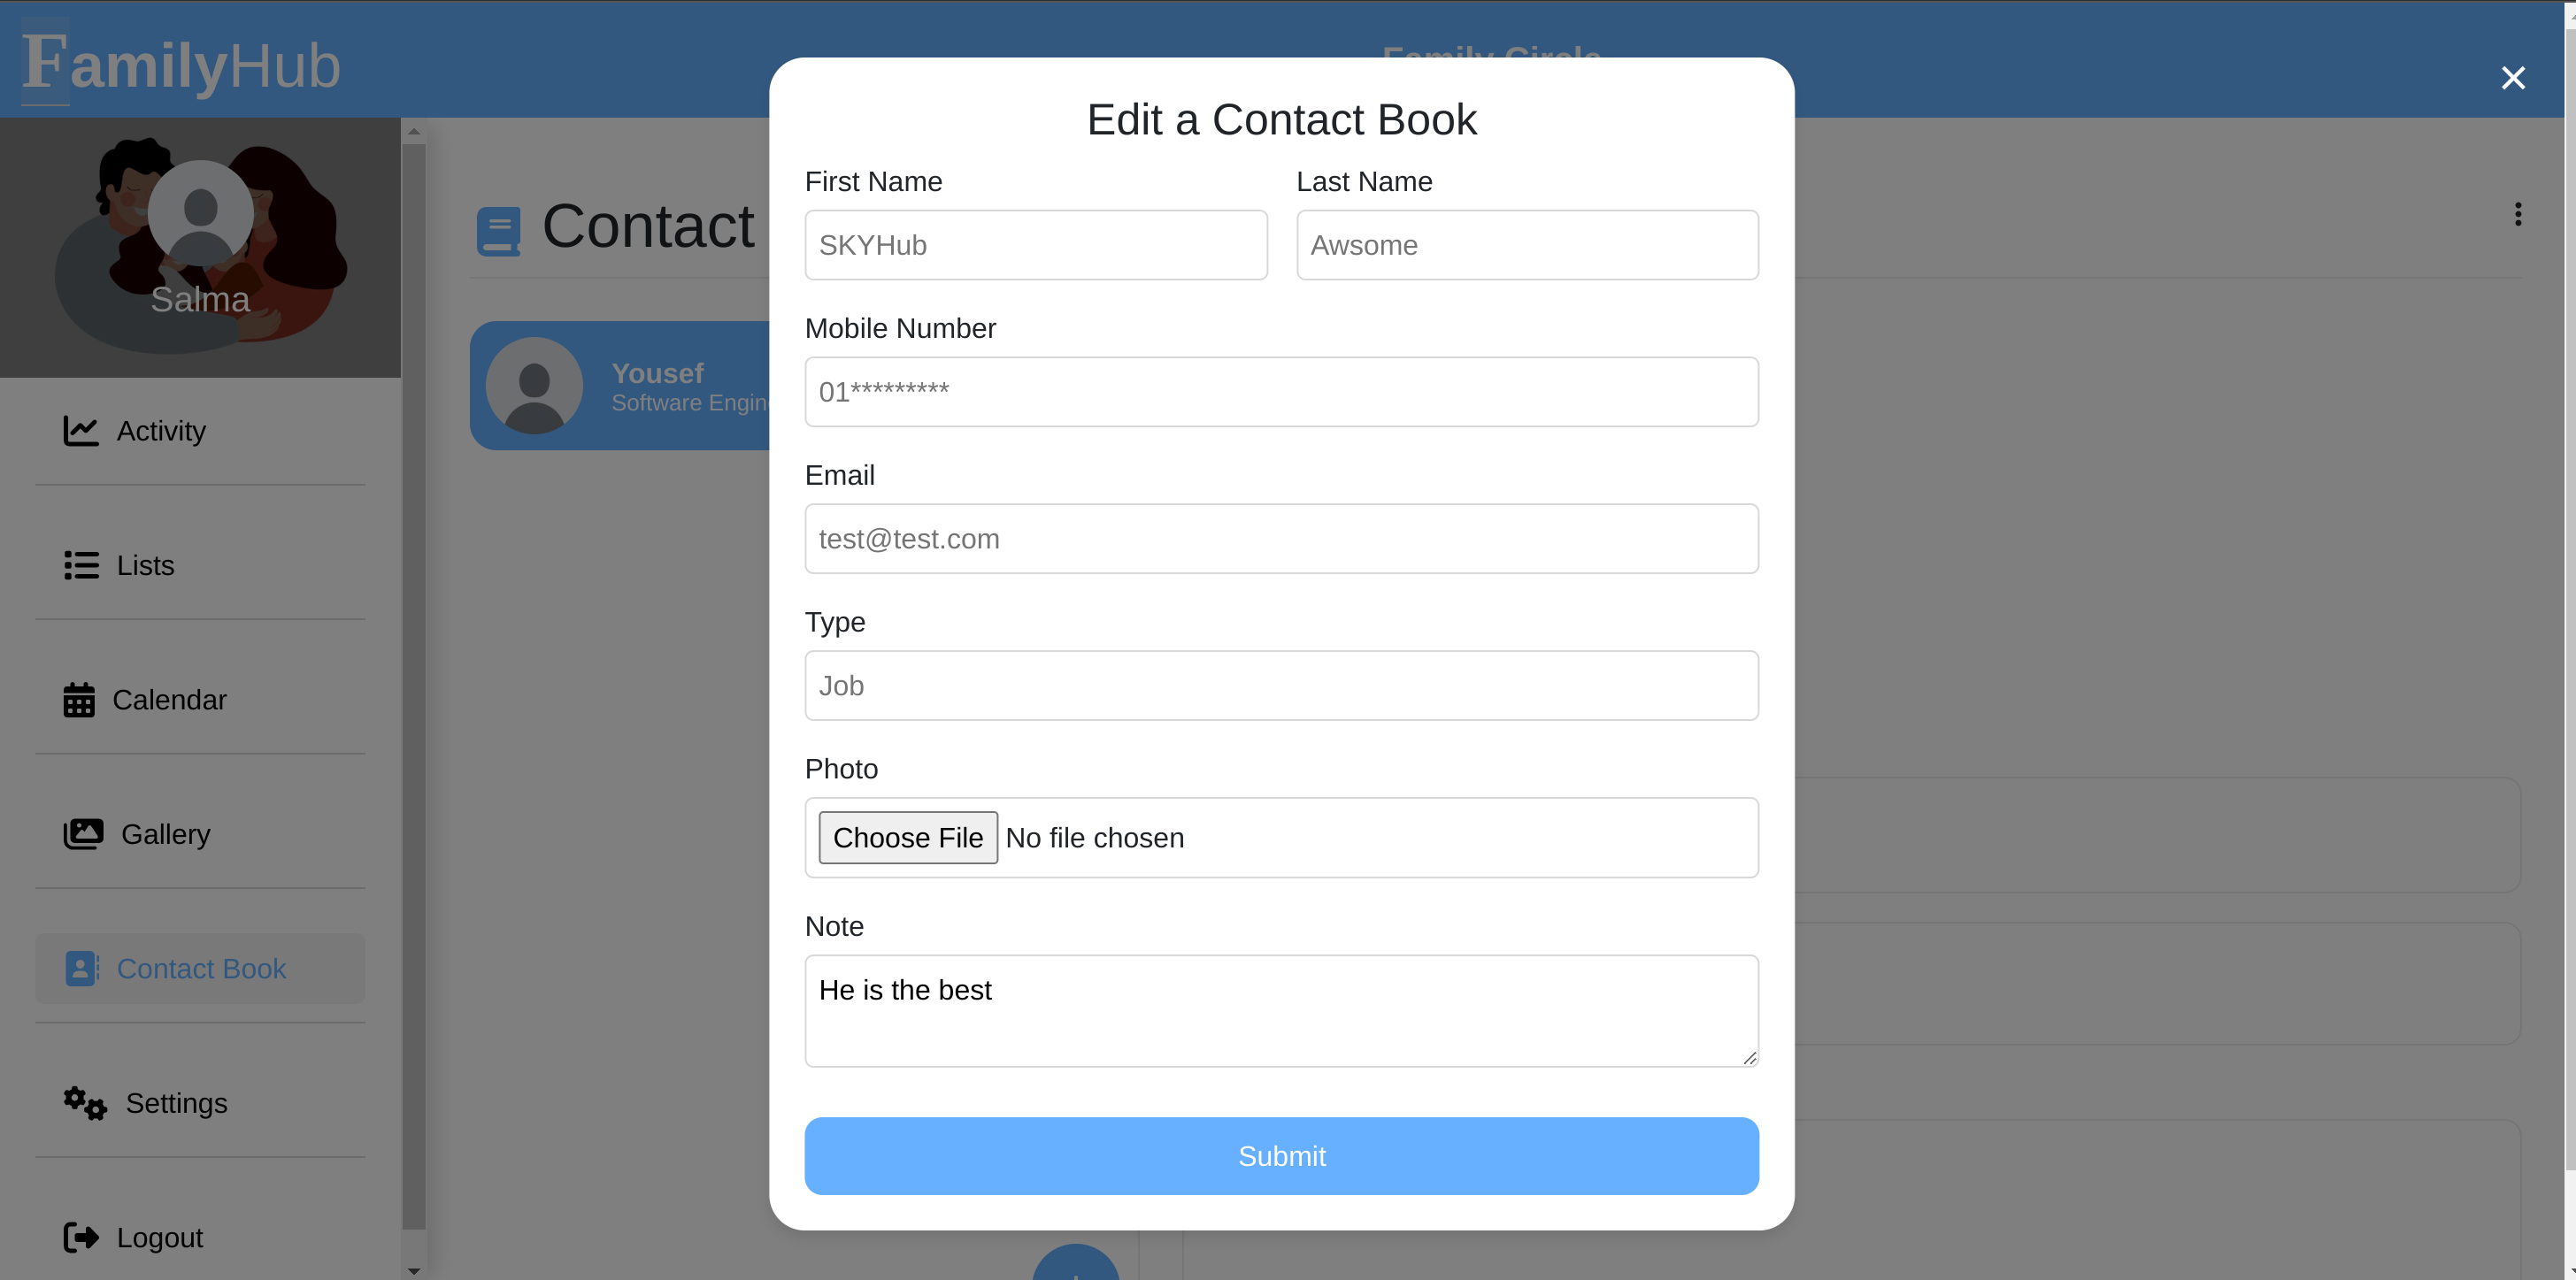 FamilyHub
Family Circle
Salma
Activity
Lists
Calendar
Gallery
Contact Book
Settings
Logout
Contact
Yousef
Software Engin
Edit a Contact Book
First Name
Last Name
SKYHub
Awsome
Mobile Number
01*********
Email
test@test.com
Type
Job
Photo
Choose File No file chosen
Note
He is the best
Submit